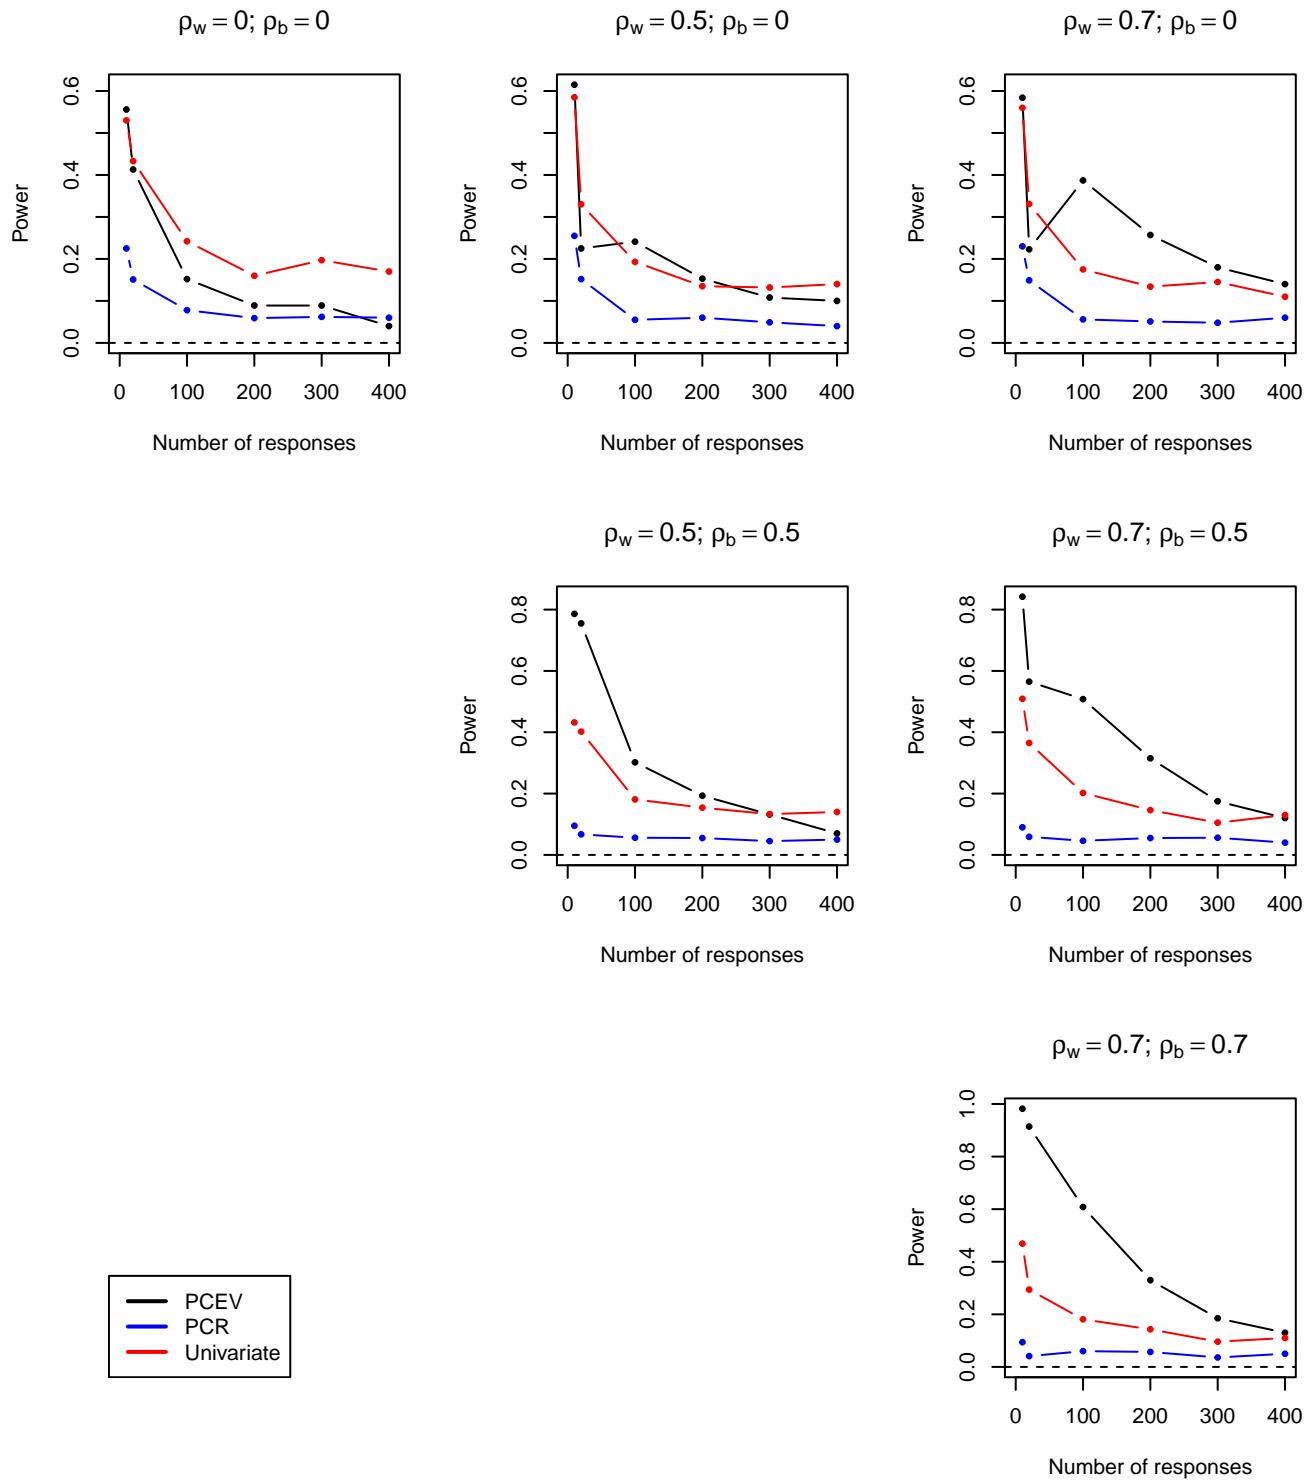 ρw = 0; ρb = 0
ρw = 0.5; ρb = 0
ρw = 0.7; ρb = 0
Power
0.0 0.2 0.4 0.6
0 100 200 300 400
Number of responses
Power
0.0 0.2 0.4 0.6
0 100 200 300 400
Number of responses
Power
0.0 0.2 0.4 0.6
0 100 200 300 400
Number of responses
ρw = 0.5; ρb = 0.5
ρw = 0.7; ρb = 0.5
Power
0.0 0.2 0.4 0.6 0.8
0 100 200 300 400
Number of responses
Power
0.0 0.2 0.4 0.6 0.8
0 100 200 300 400
Number of responses
ρw = 0.7; ρb = 0.7
Power
0.0 0.2 0.4 0.6 0.8 1.0
0 100 200 300 400
Number of responses
PCEV
PCR
Univariate